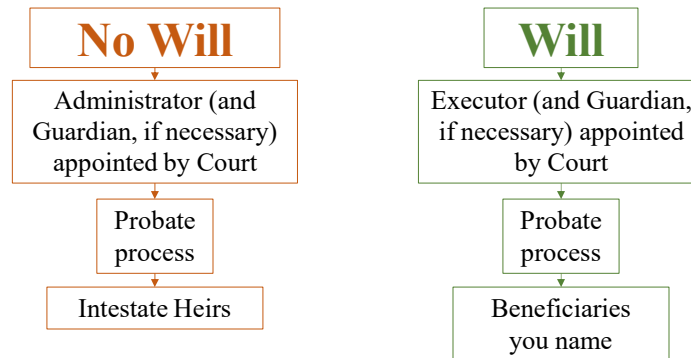 No Will
Administrator (and
Guardian, if necessary)
appointed by Court
Probate
process
Intestate Heirs
Will
Executor (and Guardian,
if necessary) appointed
by Court
Probate
process
Beneficiaries
you name